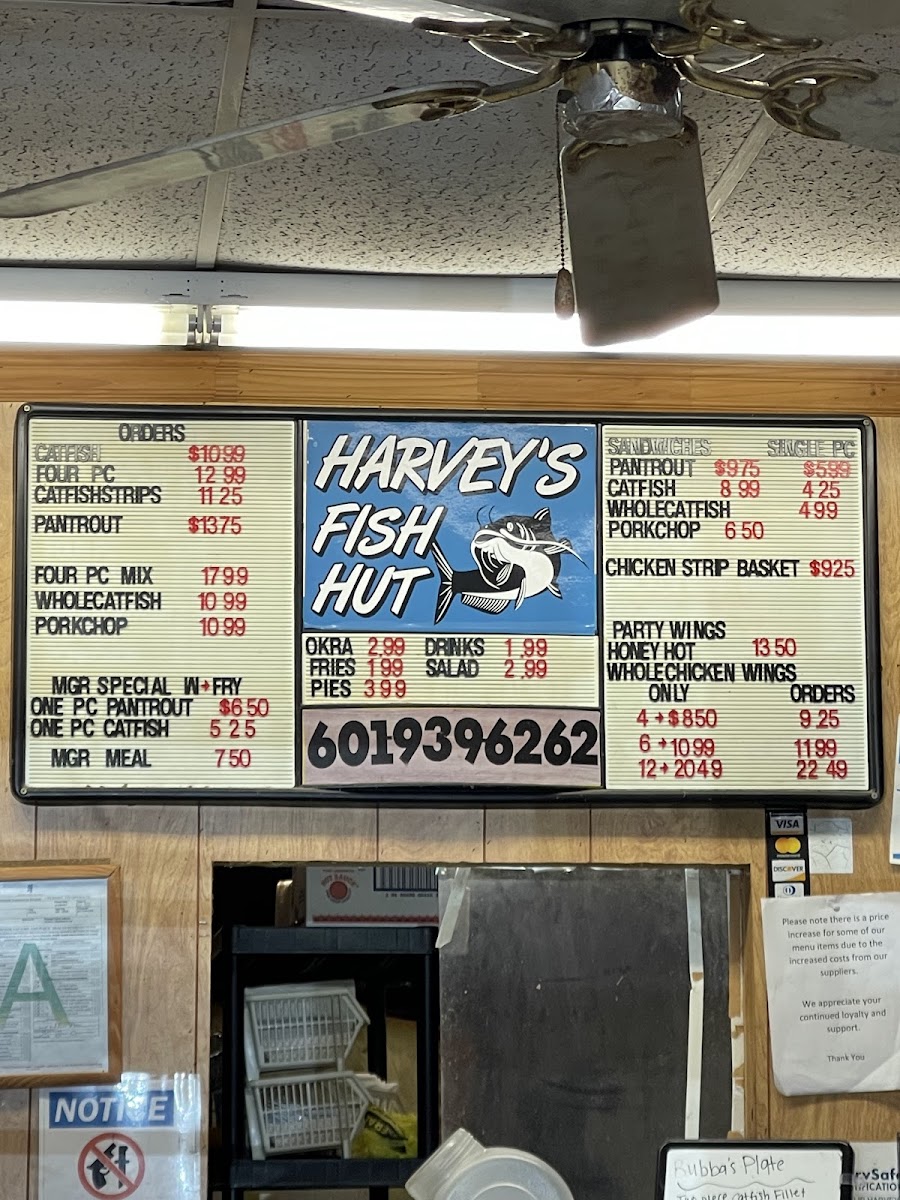 ORDERS
CATFISH $10.99
FOUR PC 12 99
CATFISHSTRIPS 11 25
PANTROUT $13.75
FOUR PC MIX 17 99
WHOLECATFISH 10 99
PORKCHOP 10 99
MGR SPECIAL W→FRY
ONE PC PANTROUT $6.50
ONE PC CATFISH 5 25
MGR MEAL 7 50
HARVEY'S
FISH
HUT
OKRA 2.99 DRINKS 1.99
FRIES 1 99 SALAD 2.99
PIES 3 99
6019396262
SANDWICHES SINGLE PC
PANTROUT $9.75 $5.99
CATFISH 8 99 4 25
WHOLECATFISH 4 99
PORKCHOP 6 50
CHICKEN STRIP BASKET $9.25
PARTY WINGS
HONEY HOT 13 50
WHOLECHICKEN WINGS
ONLY ORDERS
4→$8.50 9 25
6→10 99 11 99
12→20 49 22 49
VISA
DISCOVER
Please note there is a price
increase for some of our
menu items due to the
increased costs from our
suppliers.
We appreciate your
continued loyalty and
support.
Thank You
A
NOTICE
Bubba's Plate
Two piece catfish Fillet